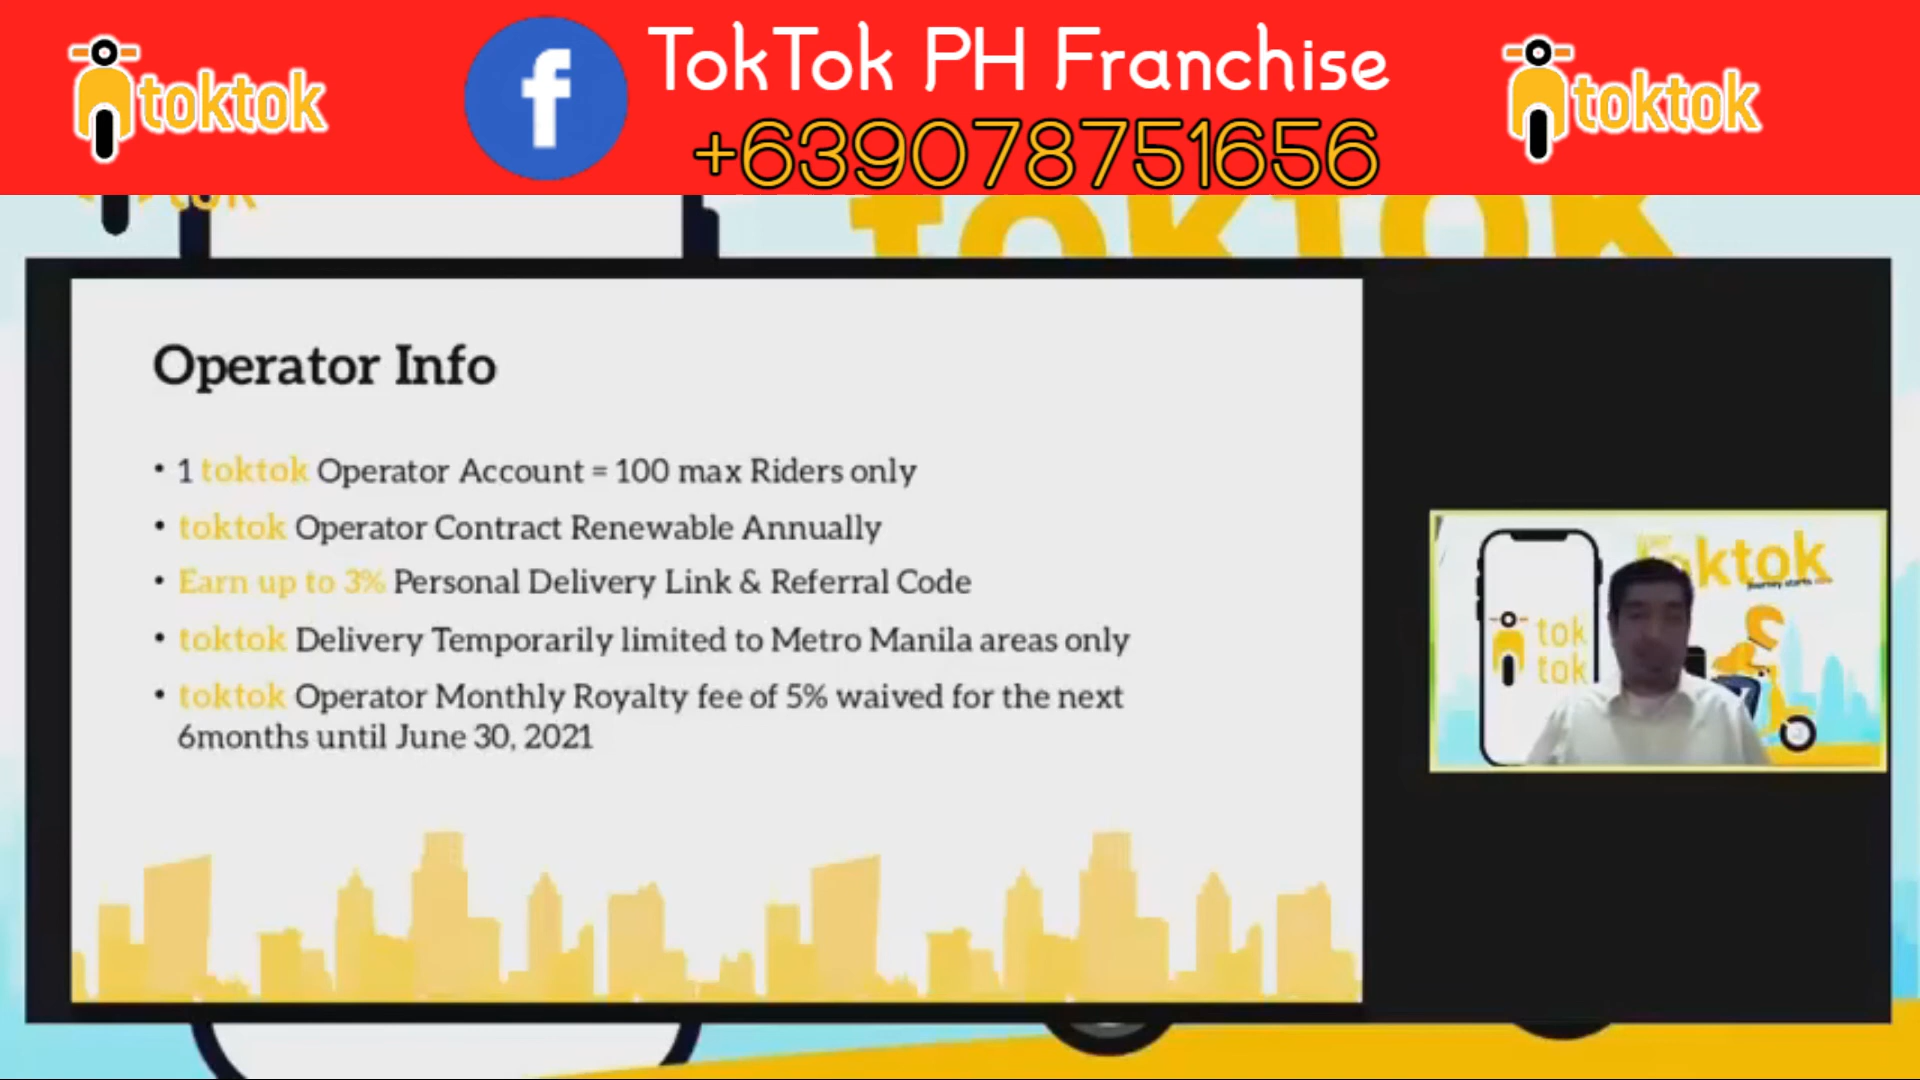 toktok
f
TokTok PH Franchise
+639078751656
toktok
tok
toktok
Operator Info
• 1 toktok Operator Account = 100 max Riders only
• toktok Operator Contract Renewable Annually
• Earn up to 3% Personal Delivery Link & Referral Code
• toktok Delivery Temporarily limited to Metro Manila areas only
• toktok Operator Monthly Royalty fee of 5% waived for the next
6months until June 30, 2021
toktok
tok
tok